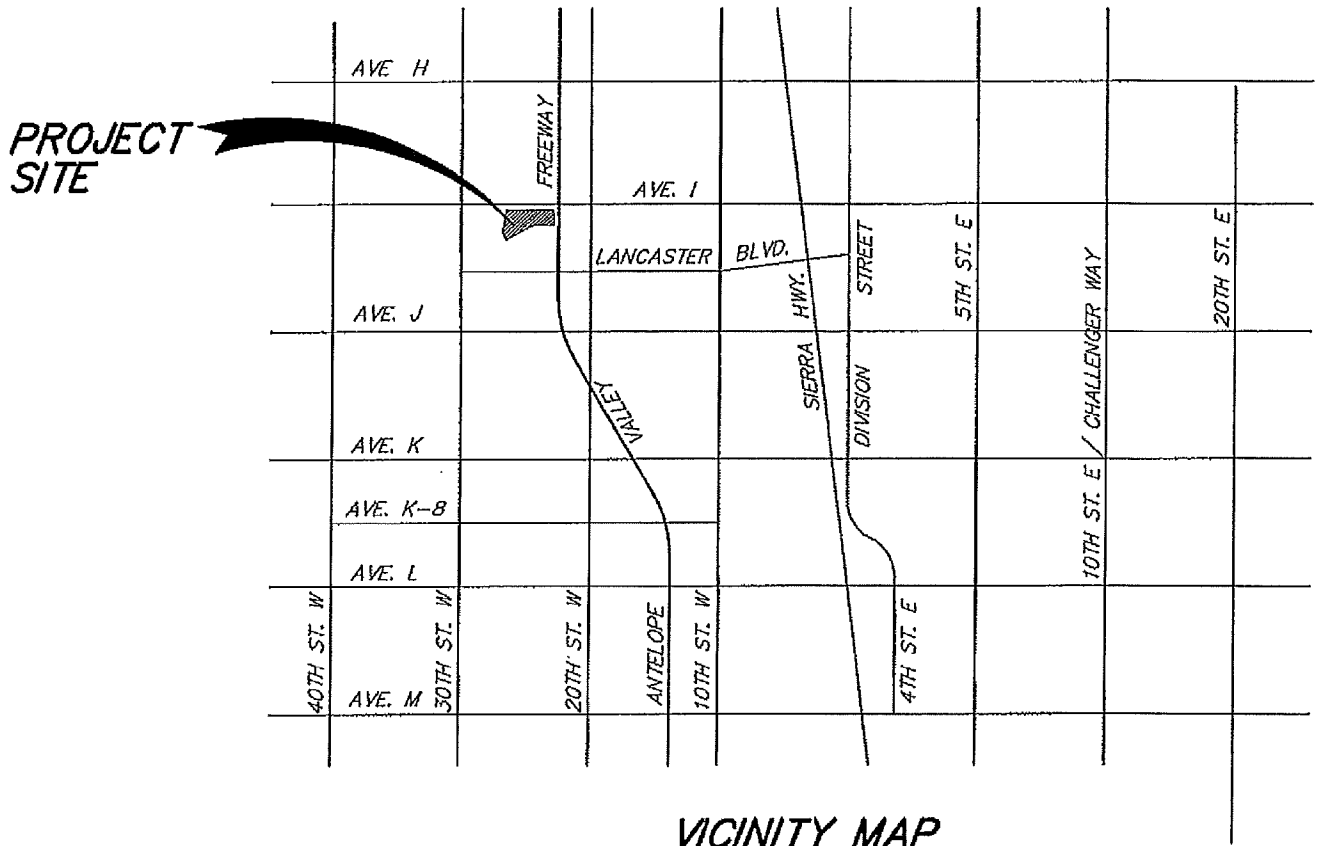 AVE H
PROJECT
SITE
FREEWAY
AVE. I
LANCASTER BLVD.
STREET
SIERRA HWY.
5TH ST. E
20TH ST. E
AVE. J
VALLEY
DIVISION
10TH ST. E / CHALLENGER WAY
AVE. K
AVE. K-8
AVE. L
40TH ST. W
30TH ST. W
20TH' ST. W
ANTELOPE
10TH ST. W
4TH ST. E
AVE. M
VICINITY MAP